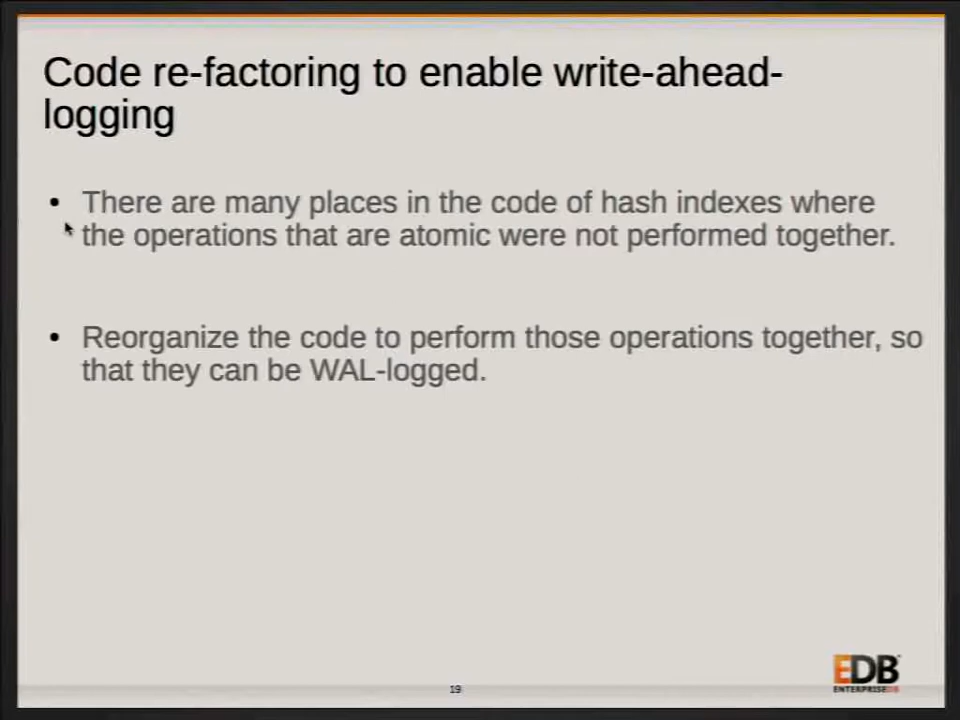 Code re-factoring to enable write-ahead-
logging
• There are many places in the code of hash indexes where
the operations that are atomic were not performed together.
• Reorganize the code to perform those operations together, so
that they can be WAL-logged.
EDB
ENTERPRISEDB
19